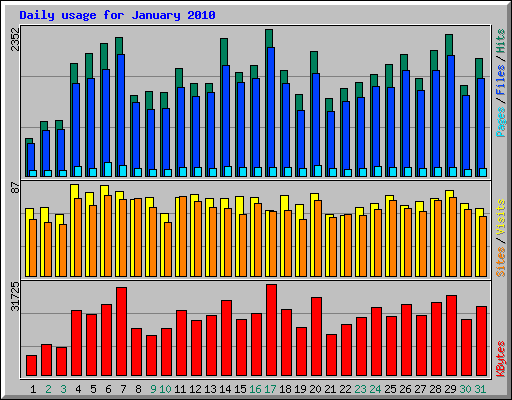 Daily usage for January 2010
2352
Pages / Files / Hits
87
Sites / Visits
31725
KBytes
1 2 3 4 5 6 7 8 9 10 11 12 13 14 15 16 17 18 19 20 21 22 23 24 25 26 27 28 29 30 31